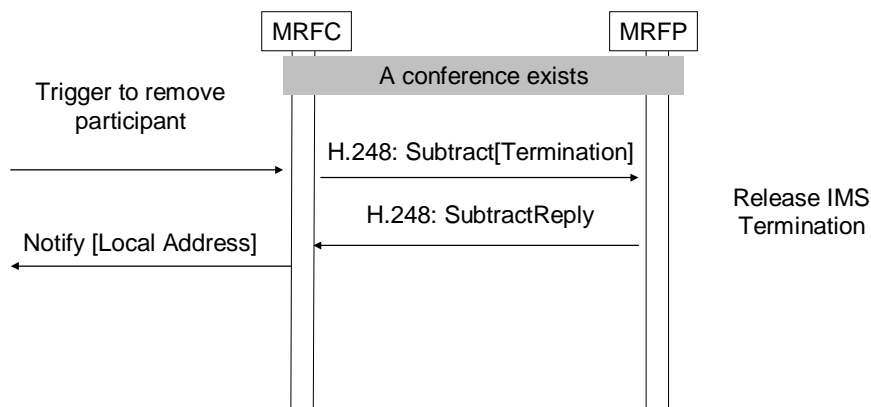 MRFC
MRFP
A conference exists
Trigger to remove
participant
H.248: Subtract[Termination]
H.248: SubtractReply
Release IMS
Termination
Notify [Local Address]